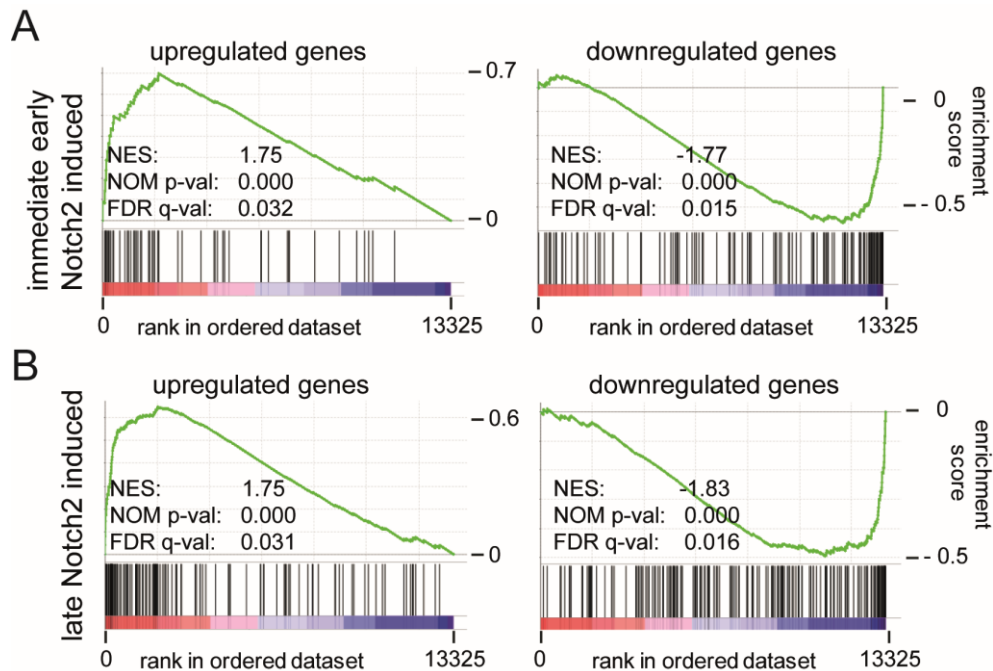 A
upregulated genes
downregulated genes
immediate early
Notch2 induced
0.7
0
NES: 1.75
NOM p-val: 0.000
FDR q-val: 0.032
0
rank in ordered dataset
13325
NES: -1.77
NOM p-val: 0.000
FDR q-val: 0.015
0
- 0.5
enrichment
score
0
rank in ordered dataset
13325
B
upregulated genes
downregulated genes
late Notch2 induced
0.6
0
NES: 1.75
NOM p-val: 0.000
FDR q-val: 0.031
0
rank in ordered dataset
13325
NES: -1.83
NOM p-val: 0.000
FDR q-val: 0.016
0
- 0.5
enrichment
score
0
rank in ordered dataset
13325